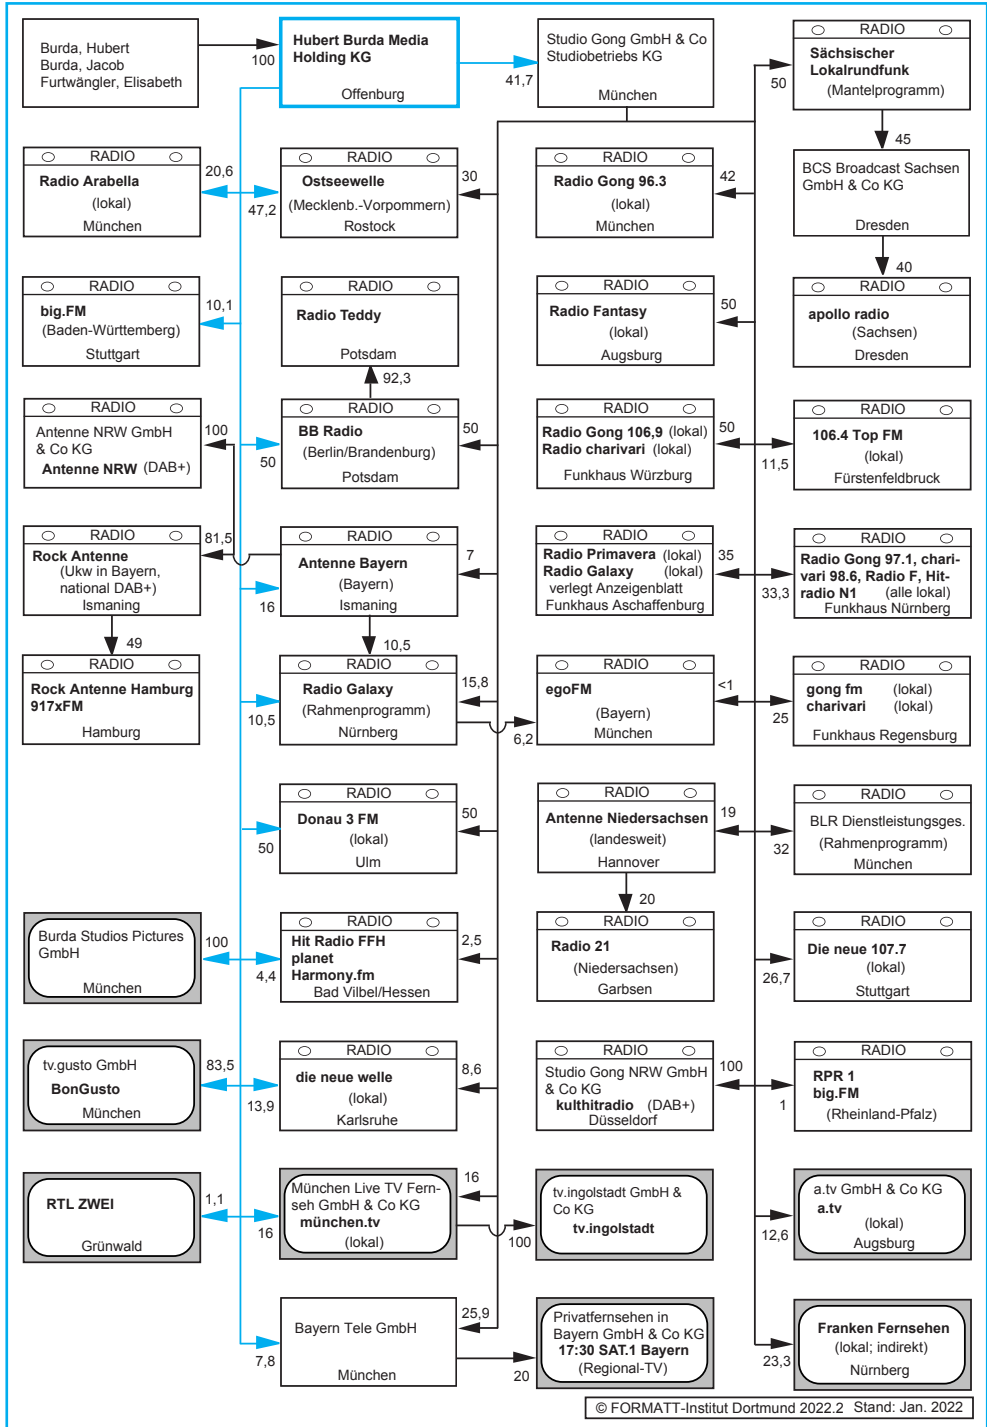 Burda, Hubert
Burda, Jacob
Furtwängler, Elisabeth
100
Hubert Burda Media
Holding KG
Offenburg
41,7
Studio Gong GmbH & Co
Studiobetriebs KG
München
50
RADIO
Sächsischer
Lokalrundfunk
(Mantelprogramm)
45
RADIO
Radio Arabella
(lokal)
München
20,6
47,2
RADIO
Ostseewelle
(Mecklenb.-Vorpommern)
Rostock
30
RADIO
Radio Gong 96.3
(lokal)
München
42
BCS Broadcast Sachsen
GmbH & Co KG
Dresden
40
RADIO
big.FM
(Baden-Württemberg)
Stuttgart
10,1
RADIO
Radio Teddy
Potsdam
92,3
RADIO
Radio Fantasy
(lokal)
Augsburg
50
RADIO
apollo radio
(Sachsen)
Dresden
RADIO
Antenne NRW GmbH
& Co KG
Antenne NRW (DAB+)
100
50
RADIO
BB Radio
(Berlin/Brandenburg)
Potsdam
50
RADIO
Radio Gong 106,9 (lokal)
Radio charivari (lokal)
Funkhaus Würzburg
50
11,5
RADIO
106.4 Top FM
(lokal)
Fürstenfeldbruck
RADIO
Rock Antenne
(Ukw in Bayern,
national DAB+)
Ismaning
81,5
49
16
RADIO
Antenne Bayern
(Bayern)
Ismaning
7
10,5
RADIO
Radio Primavera (lokal)
Radio Galaxy (lokal)
verlegt Anzeigenblatt
Funkhaus Aschaffenburg
35
33,3
RADIO
Radio Gong 97.1, chari-
vari 98.6, Radio F, Hit-
radio N1 (alle lokal)
Funkhaus Nürnberg
RADIO
Rock Antenne Hamburg
917xFM
Hamburg
10,5
RADIO
Radio Galaxy
(Rahmenprogramm)
Nürnberg
15,8
6,2
RADIO
egoFM
(Bayern)
München
<1
25
RADIO
gong fm (lokal)
charivari (lokal)
Funkhaus Regensburg
50
RADIO
Donau 3 FM
(lokal)
Ulm
50
RADIO
Antenne Niedersachsen
(landesweit)
Hannover
19
20
32
RADIO
BLR Dienstleistungsges.
(Rahmenprogramm)
München
Burda Studios Pictures
GmbH
München
100
4,4
RADIO
Hit Radio FFH
planet
Harmony.fm
Bad Vilbel/Hessen
2,5
RADIO
Radio 21
(Niedersachsen)
Garbsen
26,7
RADIO
Die neue 107.7
(lokal)
Stuttgart
tv.gusto GmbH
BonGusto
München
83,5
13,9
RADIO
die neue welle
(lokal)
Karlsruhe
8,6
RADIO
Studio Gong NRW GmbH
& Co KG
kulthitradio (DAB+)
Düsseldorf
100
1
RADIO
RPR 1
big.FM
(Rheinland-Pfalz)
RTL ZWEI
Grünwald
1,1
16
München Live TV Fern-
seh GmbH & Co KG
münchen.tv
(lokal)
16
100
tv.ingolstadt GmbH &
Co KG
tv.ingolstadt
12,6
a.tv GmbH & Co KG
a.tv
(lokal)
Augsburg
7,8
Bayern Tele GmbH
München
25,9
20
Privatfernsehen in
Bayern GmbH & Co KG
17:30 SAT.1 Bayern
(Regional-TV)
23,3
Franken Fernsehen
(lokal; indirekt)
Nürnberg
© FORMATT-Institut Dortmund 2022.2 Stand: Jan. 2022